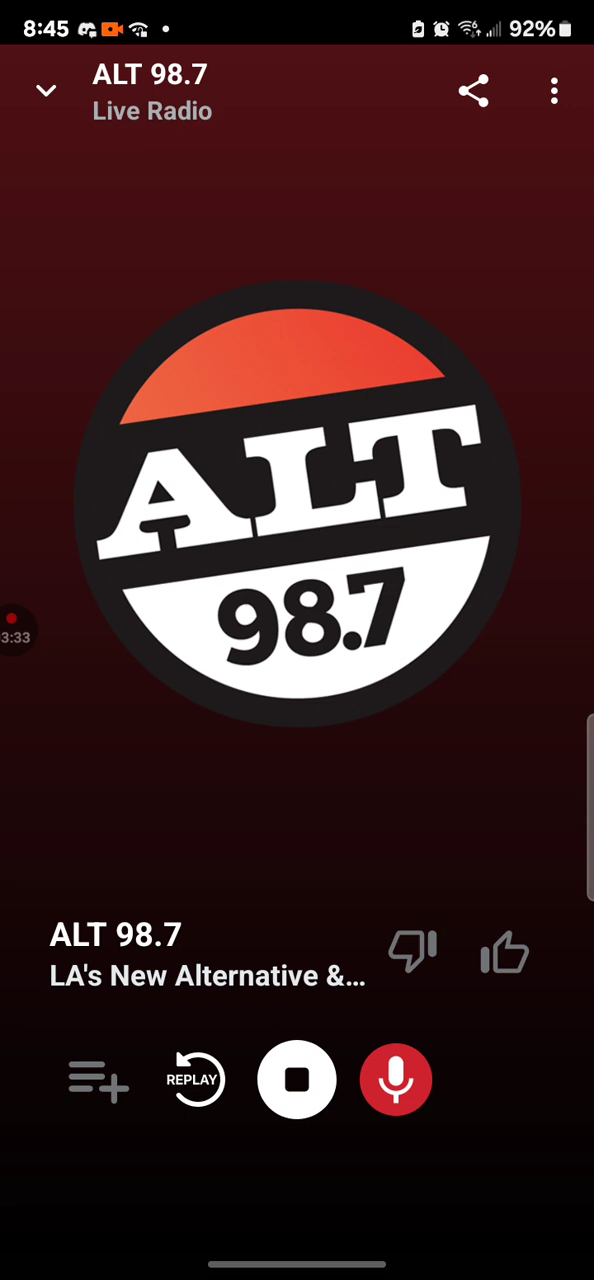 8:45 92%
ALT 98.7
Live Radio
ALT
98.7
3:33
ALT 98.7
LA's New Alternative &...
REPLAY